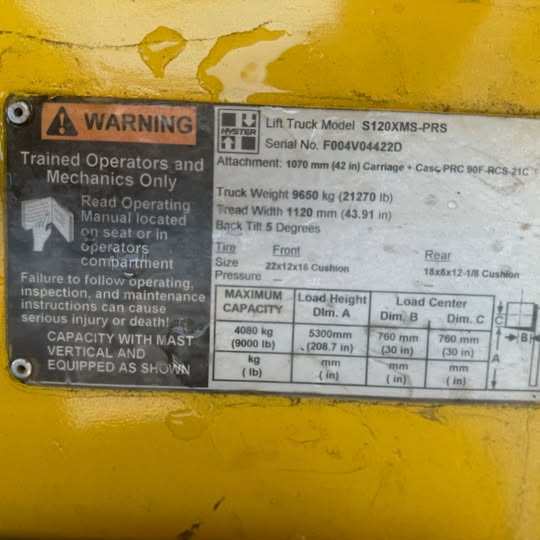 WARNING
Trained Operators and
Mechanics Only
Read Operating
Manual located
on seat or in
operators
compartment
Failure to follow operating,
inspection, and maintenance
instructions can cause
serious injury or death!
CAPACITY WITH MAST
VERTICAL AND
EQUIPPED AS SHOWN
HYSTER
Lift Truck Model S120XMS-PRS
Serial No. F004V04422D
Attachment: 1070 mm (42 in) Carriage + Casc PRC 90F-RCS-21C
Truck Weight 9650 kg (21270 lb)
Tread Width 1120 mm (43.91 in)
Back Tilt 5 Degrees
Tire Front Rear
Size 22x12x16 Cushion 18x8x12-1/8 Cushion
Pressure — —
MAXIMUM CAPACITY Load Height Dim. A Load Center Dim. B Dim. C
4080 kg 5300mm 760 mm 760 mm
(9000 lb) (208.7 in) (30 in) (30 in)
kg mm mm mm
( lb) ( in) ( in) ( in)
C
B
A